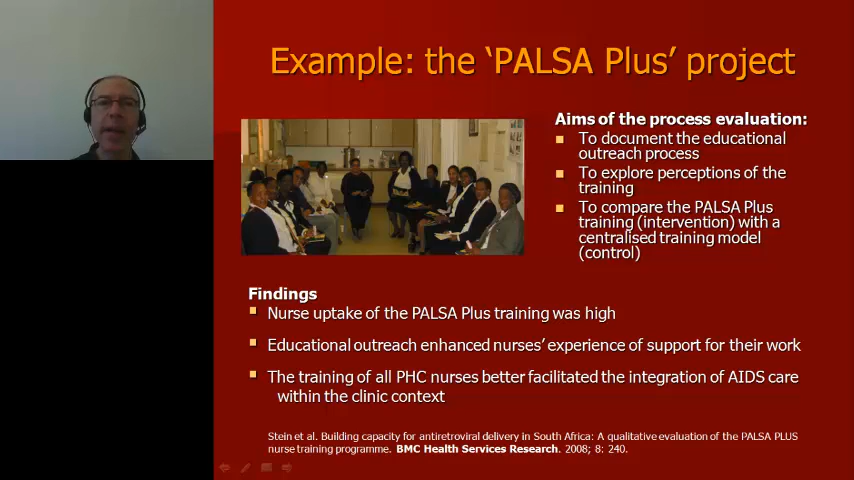 Example: the ‘PALSA Plus’ project
Aims of the process evaluation:
To document the educational
outreach process
To explore perceptions of the
training
To compare the PALSA Plus
training (intervention) with a
centralised training model
(control)
Findings
Nurse uptake of the PALSA Plus training was high
Educational outreach enhanced nurses’ experience of support for their work
The training of all PHC nurses better facilitated the integration of AIDS care
within the clinic context
Stein et al. Building capacity for antiretroviral delivery in South Africa: A qualitative evaluation of the PALSA PLUS
nurse training programme. BMC Health Services Research. 2008; 8: 240.